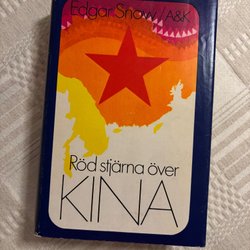 Edgar Snow / A&K
Röd stjärna över
KINA